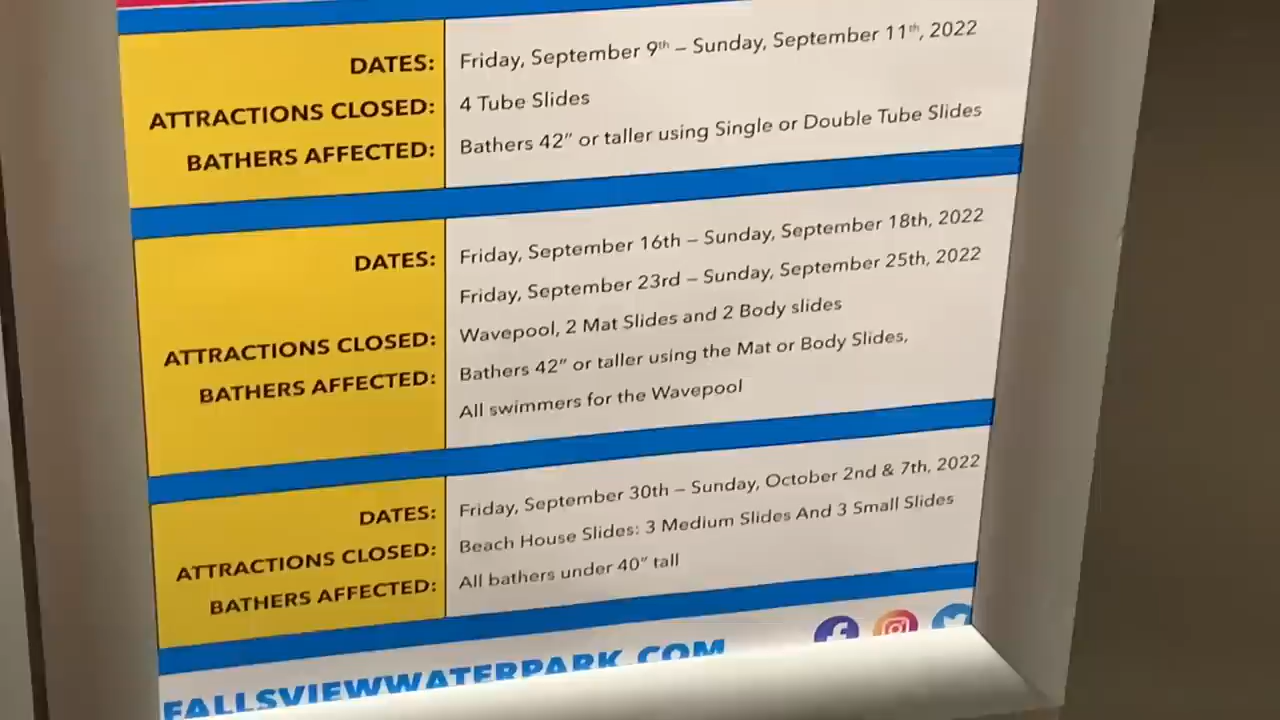 DATES: Friday, September 9th – Sunday, September 11th, 2022
ATTRACTIONS CLOSED: 4 Tube Slides
BATHERS AFFECTED: Bathers 42” or taller using Single or Double Tube Slides
DATES: Friday, September 16th – Sunday, September 18th, 2022
Friday, September 23rd – Sunday, September 25th, 2022
ATTRACTIONS CLOSED: Wavepool, 2 Mat Slides and 2 Body slides
BATHERS AFFECTED: Bathers 42” or taller using the Mat or Body Slides,
All swimmers for the Wavepool
DATES: Friday, September 30th – Sunday, October 2nd & 7th, 2022
ATTRACTIONS CLOSED: Beach House Slides: 3 Medium Slides And 3 Small Slides
BATHERS AFFECTED: All bathers under 40” tall
FALLSVIEWWATERPARK.COM